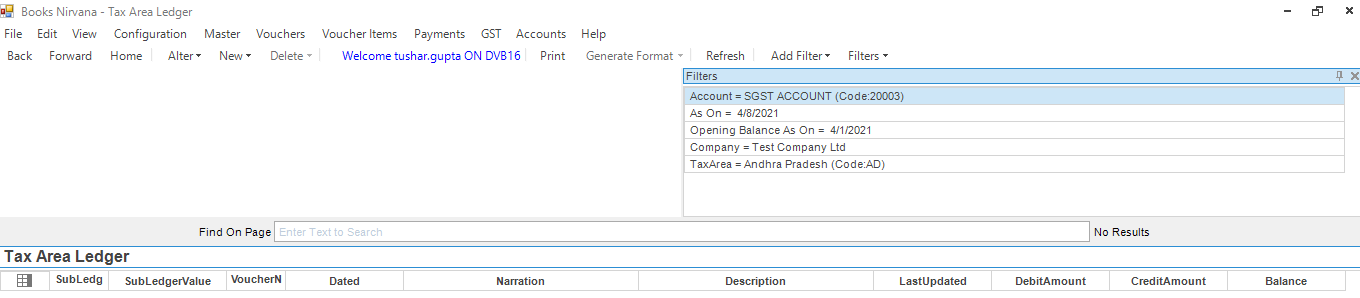 Books Nirvana - Tax Area Ledger
File Edit View Configuration Master Vouchers Voucher Items Payments GST Accounts Help
Back Forward Home Alter New Delete Welcome tushar.gupta ON DVB16 Print Generate Format Refresh Add Filter Filters
Filters
Account = SGST ACCOUNT (Code:20003)
As On = 4/8/2021
Opening Balance As On = 4/1/2021
Company = Test Company Ltd
TaxArea = Andhra Pradesh (Code:AD)
Find On Page Enter Text to Search No Results
Tax Area Ledger
SubLedg SubLedgerValue VoucherN Dated Narration Description LastUpdated DebitAmount CreditAmount Balance